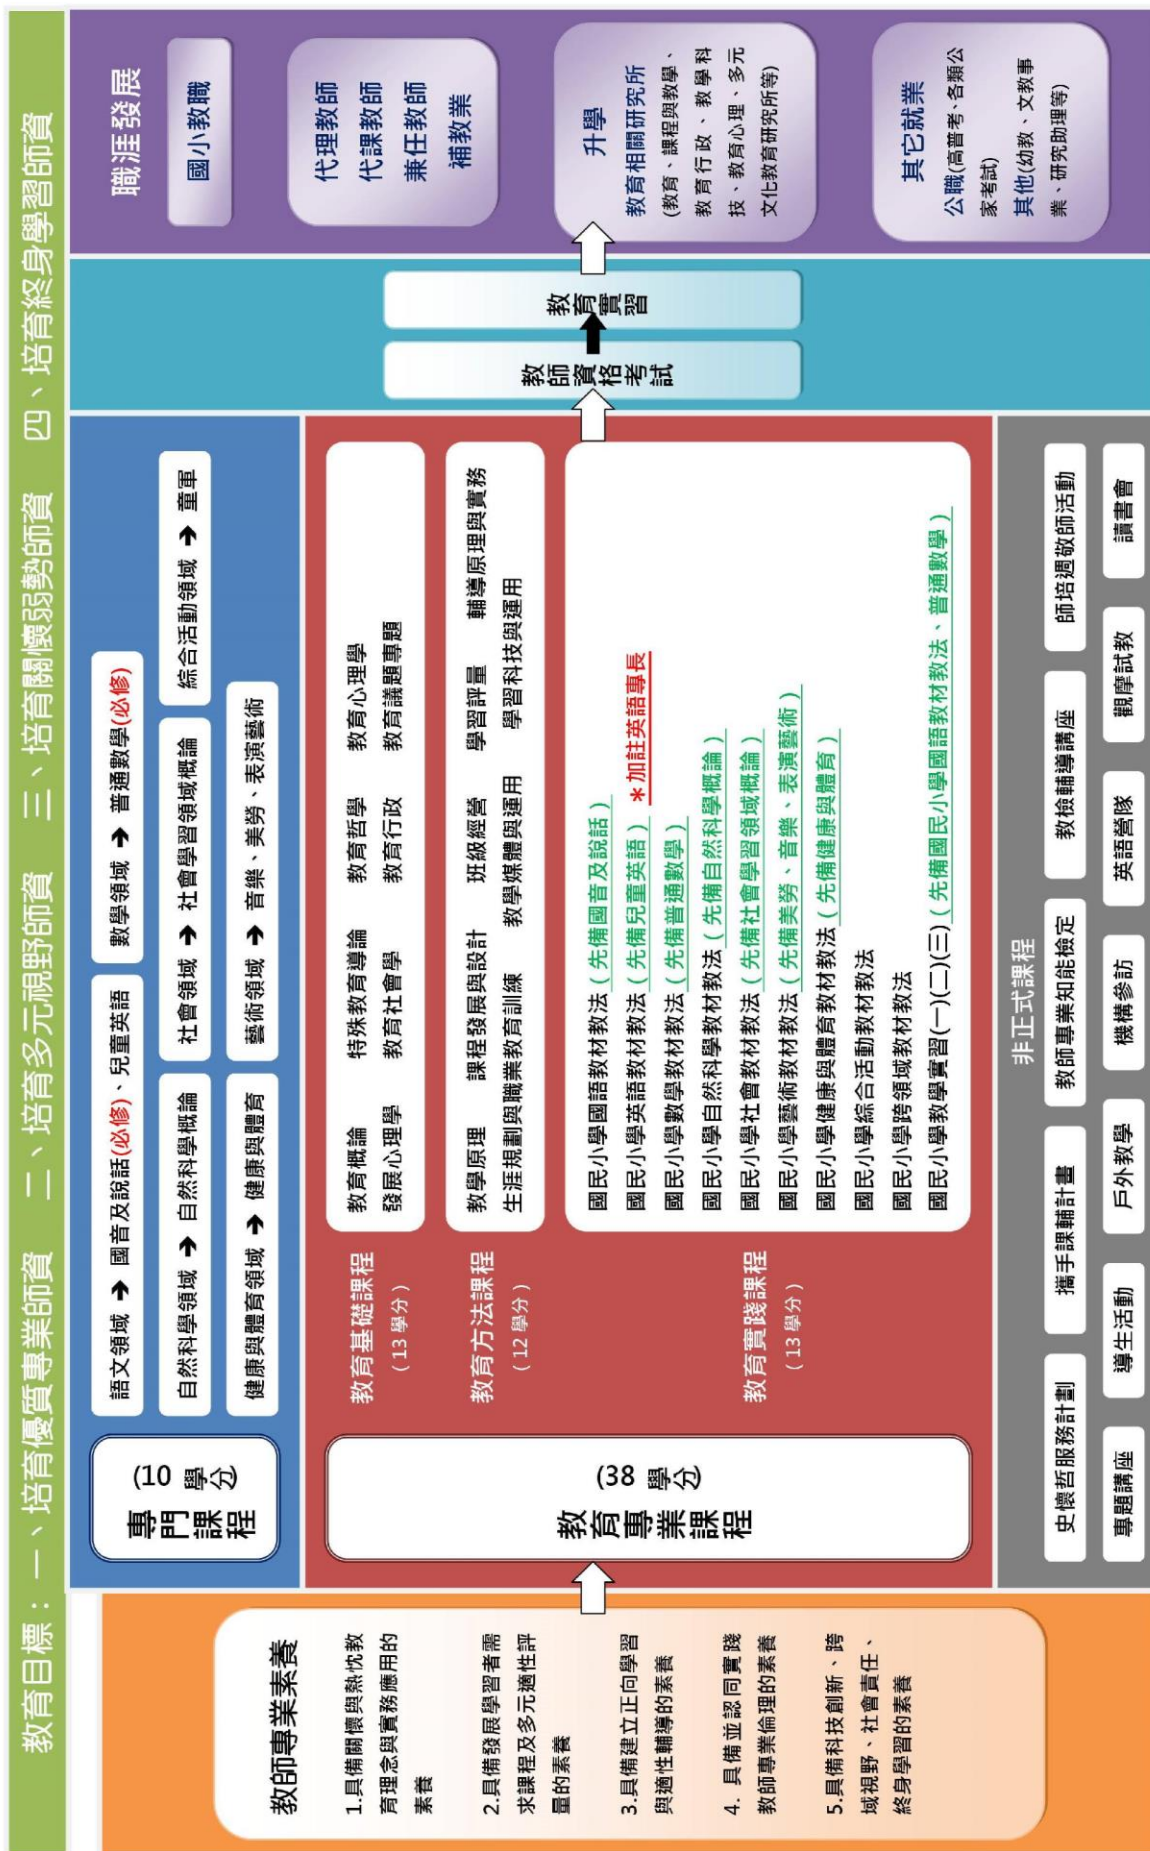 教育目標：一、培育優質專業師資　二、培育多元視野師資　三、培育關懷弱勢師資　四、培育終身學習師資
教師專業素養
1.具備關懷與熱忱教
育理念與實務應用的
素養
2.具備發展學習者需
求課程及多元適性評
量的素養
3.具備建立正向學習
與適性輔導的素養
4. 具備並認同實踐
教師專業倫理的素養
5.具備科技創新、跨
域視野、社會責任、
終身學習的素養
專門課程
(10 學分)
語文領域 ➔ 國音及說話(必修)、兒童英語
數學領域 ➔ 普通數學(必修)
自然科學領域 ➔ 自然科學概論
社會領域 ➔ 社會學習領域概論
綜合活動領域 ➔ 童軍
健康與體育領域 ➔ 健康與體育
藝術領域 ➔ 音樂、美勞、表演藝術
教育專業課程
(38 學分)
教育基礎課程
(13 學分)
教育概論　特殊教育導論　教育哲學　教育心理學
發展心理學　教育社會學　教育行政　教育議題專題
教育方法課程
(12 學分)
教學原理　課程發展與設計　班級經營　學習評量　輔導原理與實務
生涯規劃與職業教育訓練　教學媒體與運用　學習科技與運用
教育實踐課程
(13 學分)
國民小學國語教材教法(先備國音及說話)
國民小學英語教材教法(先備兒童英語) *加註英語專長
國民小學數學教材教法(先備普通數學)
國民小學自然科學教材教法(先備自然科學概論)
國民小學社會教材教法(先備社會學習領域概論)
國民小學藝術教材教法(先備美勞、音樂、表演藝術)
國民小學健康與體育教材教法(先備健康與體育)
國民小學綜合活動教材教法
國民小學跨領域教材教法
國民小學教學實習(一)(二)(三)(先備國民小學國語教材教法、普通數學)
非正式課程
史懷哲服務計劃
攜手課輔計畫
教師專業知能檢定
教檢輔導講座
師培週敬師活動
專題講座
導生活動
戶外教學
機構參訪
英語營隊
觀摩試教
讀書會
教師資格考試
教育實習
職涯發展
國小教職
代理教師
代課教師
兼任教師
補教業
升學
教育相關研究所
(教育、課程與教學、
教育行政、教學科
技、教育心理、多元
文化教育研究所等)
其它就業
公職(高普考、各類公
家考試)
其他(幼教、文教事
業、研究助理等)